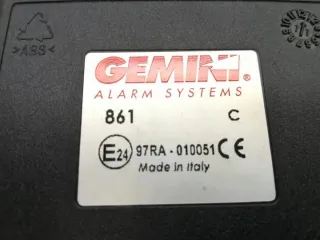 >ABS<
GEMINI®
ALARM SYSTEMS
861 C
E24 97RA-010051 CE
Made in Italy